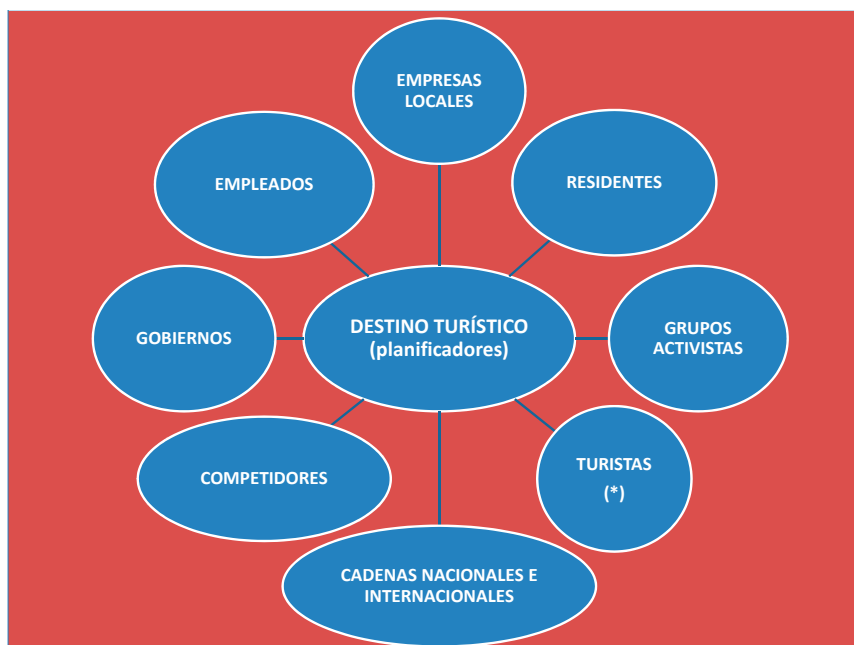 EMPRESAS
LOCALES
EMPLEADOS
RESIDENTES
GOBIERNOS
DESTINO TURÍSTICO
(planificadores)
GRUPOS
ACTIVISTAS
COMPETIDORES
TURISTAS
(*)
CADENAS NACIONALES E
INTERNACIONALES